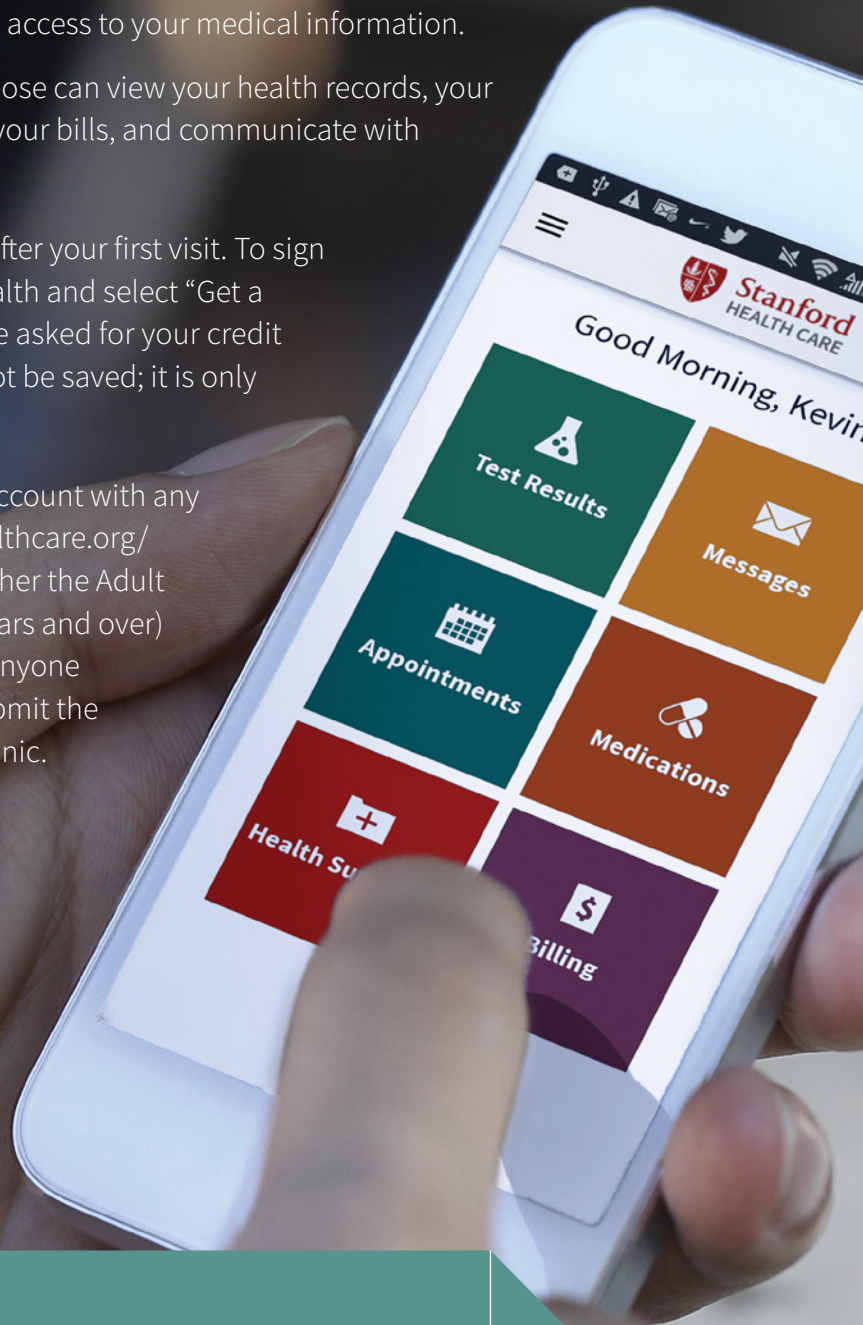 access to your medical information.
ose can view your health records, your
your bills, and communicate with
fter your first visit. To sign
alth and select “Get a
e asked for your credit
ot be saved; it is only
ccount with any
lthcare.org/
her the Adult
ars and over)
nyone
bmit the
nic.
Stanford
HEALTH CARE
Good Morning, Kevin
Test Results
Messages
Appointments
Medications
Health Su
Billing